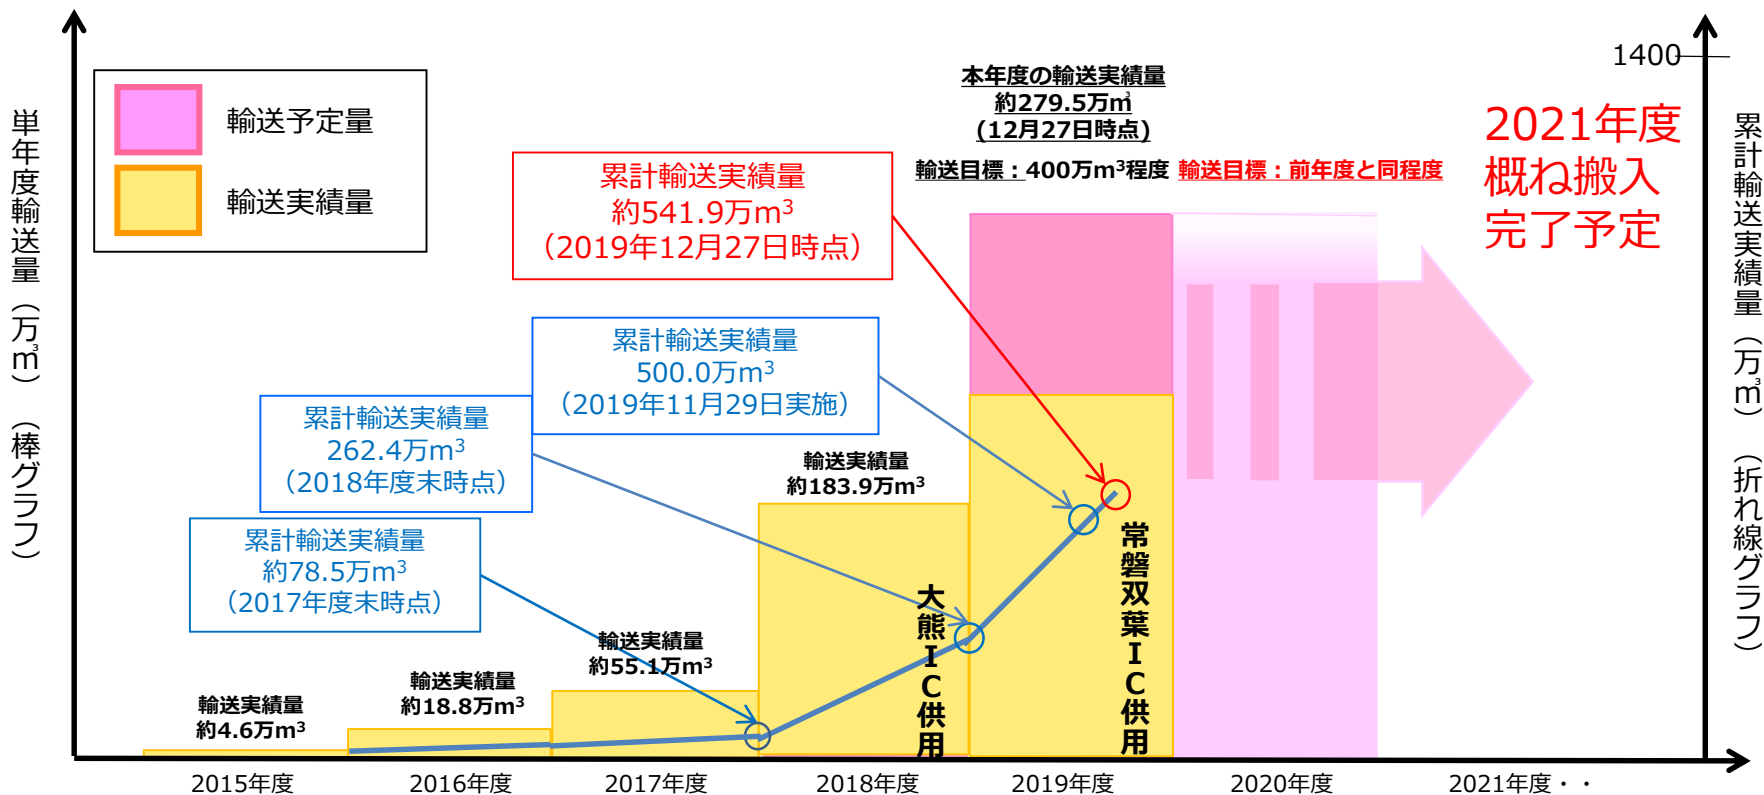 単年度輸送量（万㎥）（棒グラフ）
輸送予定量
輸送実績量
本年度の輸送実績量
約279.5万㎥
(12月27日時点)
輸送目標：400万m³程度
輸送目標：前年度と同程度
1400
2021年度
概ね搬入
完了予定
累計輸送実績量（万㎥）（折れ線グラフ）
累計輸送実績量
約541.9万m³
（2019年12月27日時点）
累計輸送実績量
500.0万m³
（2019年11月29日実施）
累計輸送実績量
262.4万m³
（2018年度末時点）
累計輸送実績量
約78.5万m³
（2017年度末時点）
輸送実績量
約4.6万m³
輸送実績量
約18.8万m³
輸送実績量
約55.1万m³
輸送実績量
約183.9万m³
大熊ＩＣ供用
常磐双葉ＩＣ供用
2015年度
2016年度
2017年度
2018年度
2019年度
2020年度
2021年度・・